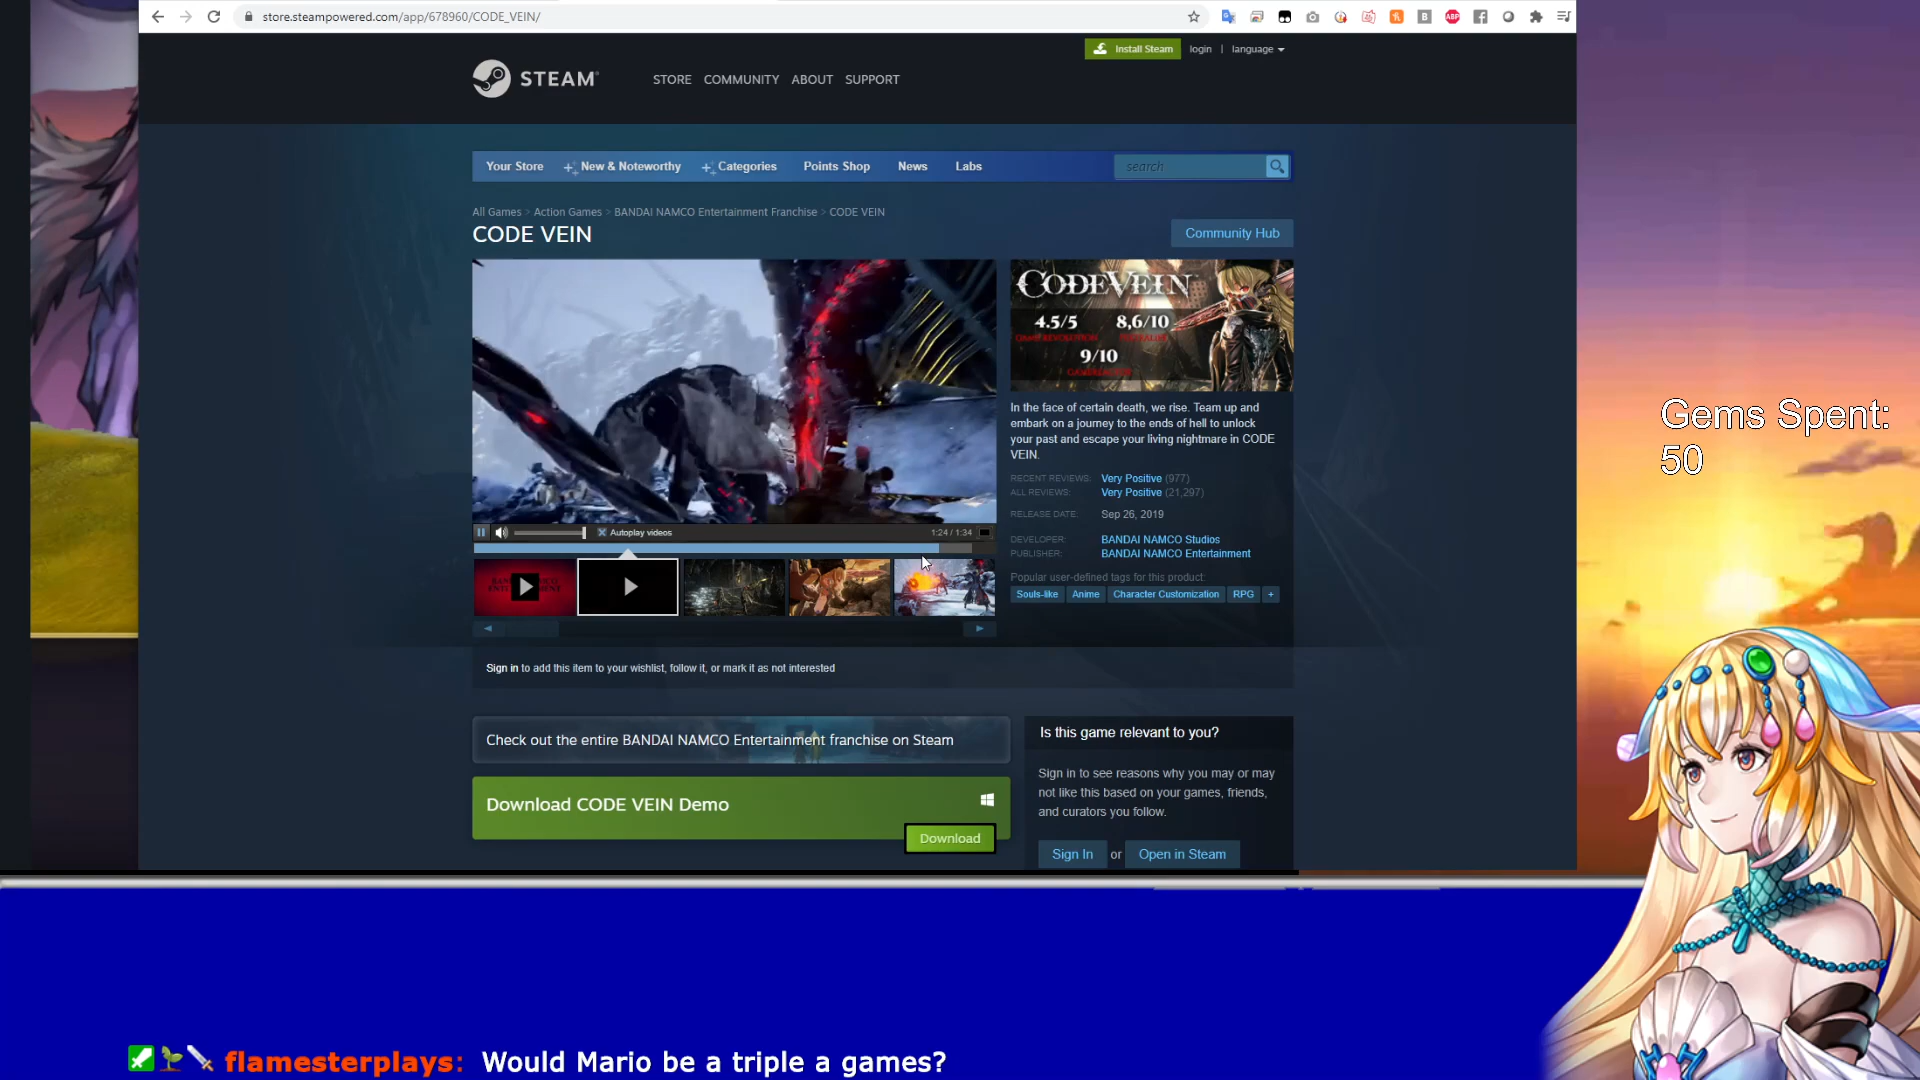 store.steampowered.com/app/678960/CODE_VEIN/
Install Steam login | language
STEAM
STORE COMMUNITY ABOUT SUPPORT
Your Store New & Noteworthy Categories Points Shop News Labs search
All Games > Action Games > BANDAI NAMCO Entertainment Franchise > CODE VEIN
CODE VEIN
Community Hub
CODE VEIN
4.5/5 8,6/10
9/10
In the face of certain death, we rise. Team up and
embark on a journey to the ends of hell to unlock
your past and escape your living nightmare in CODE
VEIN.
RECENT REVIEWS: Very Positive (977)
ALL REVIEWS: Very Positive (21,297)
RELEASE DATE: Sep 26, 2019
DEVELOPER: BANDAI NAMCO Studios
PUBLISHER: BANDAI NAMCO Entertainment
Popular user-defined tags for this product:
Souls-like Anime Character Customization RPG +
Autoplay videos 1:24 / 1:34
Sign in to add this item to your wishlist, follow it, or mark it as not interested
Check out the entire BANDAI NAMCO Entertainment franchise on Steam
Download CODE VEIN Demo
Download
Is this game relevant to you?
Sign in to see reasons why you may or may
not like this based on your games, friends,
and curators you follow.
Sign In or Open in Steam
Gems Spent:
50
flamesterplays: Would Mario be a triple a games?